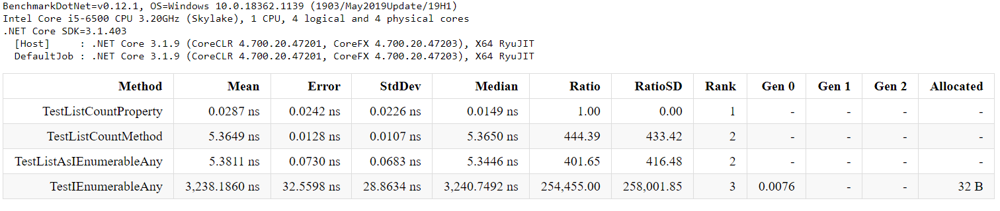 BenchmarkDotNet=v0.12.1, OS=Windows 10.0.18362.1139 (1903/May2019Update/19H1)
Intel Core i5-6500 CPU 3.20GHz (Skylake), 1 CPU, 4 logical and 4 physical cores
.NET Core SDK=3.1.403
[Host]     : .NET Core 3.1.9 (CoreCLR 4.700.20.47201, CoreFX 4.700.20.47203), X64 RyuJIT
DefaultJob : .NET Core 3.1.9 (CoreCLR 4.700.20.47201, CoreFX 4.700.20.47203), X64 RyuJIT
Method Mean Error StdDev Median Ratio RatioSD Rank Gen 0 Gen 1 Gen 2 Allocated
TestListCountProperty 0.0287 ns 0.0242 ns 0.0226 ns 0.0149 ns 1.00 0.00 1 - - - -
TestListCountMethod 5.3649 ns 0.0128 ns 0.0107 ns 5.3650 ns 444.39 433.42 2 - - - -
TestListAsIEnumerableAny 5.3811 ns 0.0730 ns 0.0683 ns 5.3446 ns 401.65 416.48 2 - - - -
TestIEnumerableAny 3,238.1860 ns 32.5598 ns 28.8634 ns 3,240.7492 ns 254,455.00 258,001.85 3 0.0076 - - 32 B